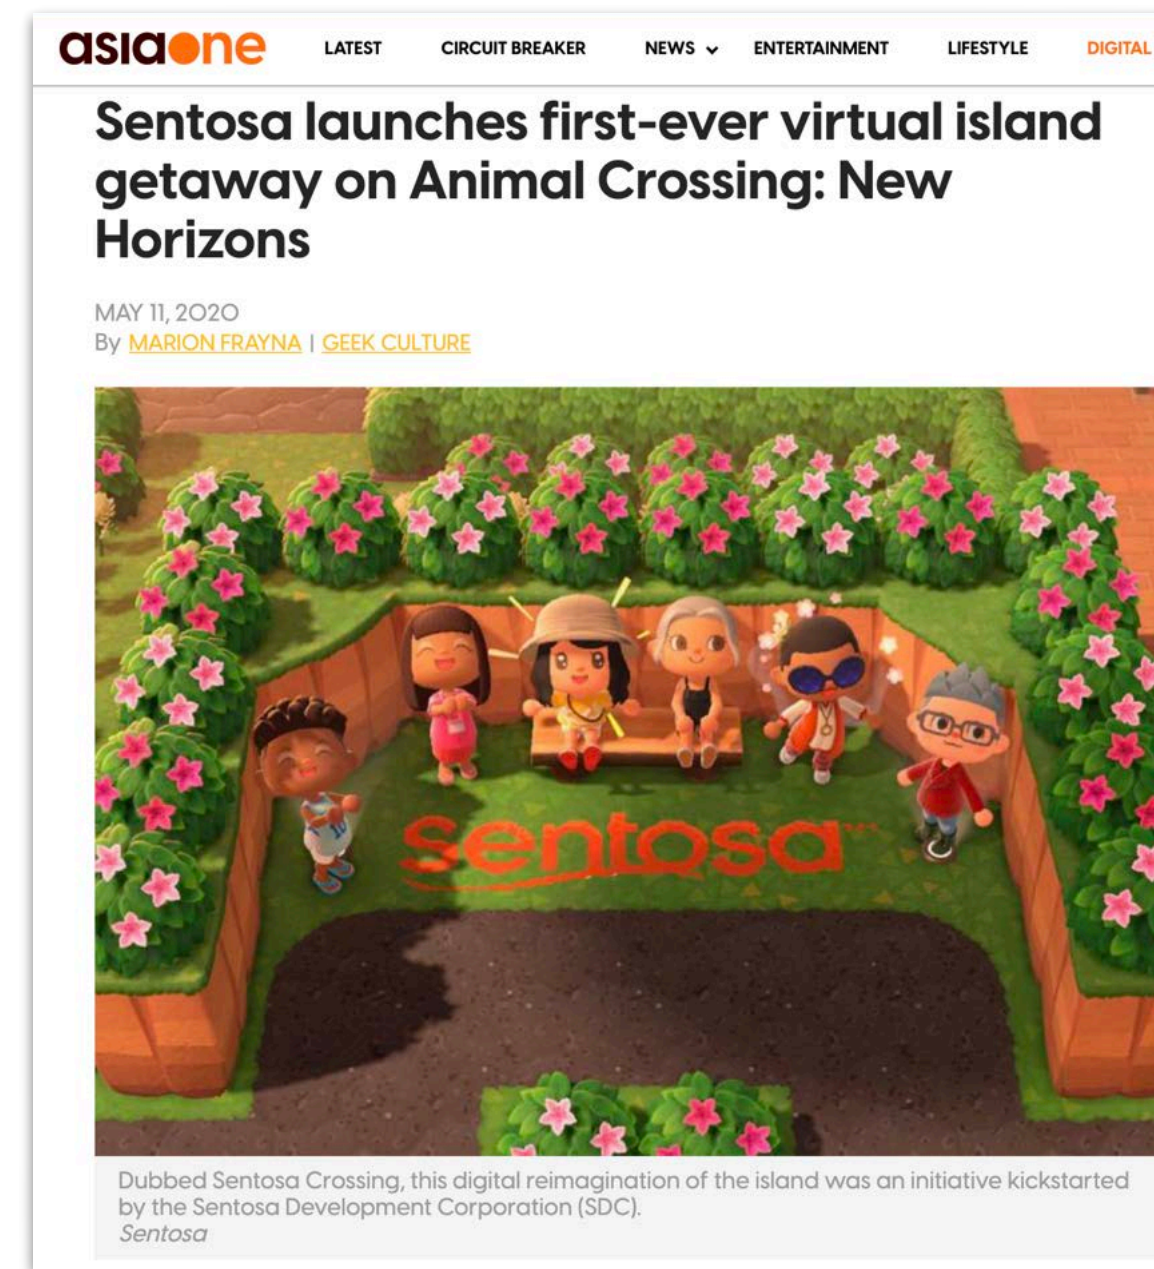 asiaone
LATEST CIRCUIT BREAKER NEWS ENTERTAINMENT LIFESTYLE DIGITAL
Sentosa launches first-ever virtual island
getaway on Animal Crossing: New
Horizons
MAY 11, 2020
By MARION FRAYNA | GEEK CULTURE
sentosa
Dubbed Sentosa Crossing, this digital reimagination of the island was an initiative kickstarted
by the Sentosa Development Corporation (SDC).
Sentosa